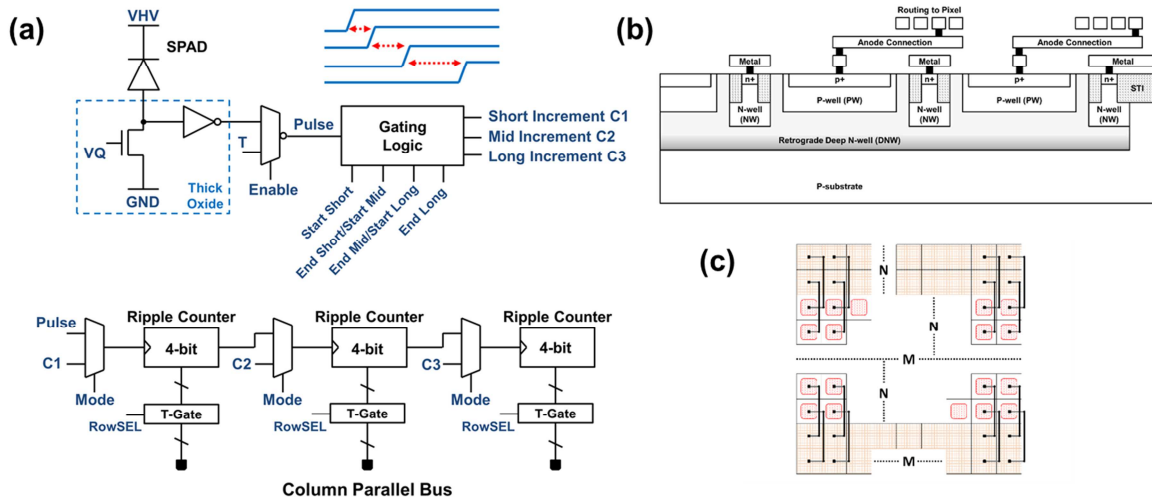 (a)
VHV
SPAD
VQ
GND
Thick
Oxide
T
Enable
Pulse
Gating
Logic
Short Increment C1
Mid Increment C2
Long Increment C3
Start Short
End Short/Start Mid
End Mid/Start Long
End Long
Pulse
C1
Mode
Ripple Counter
4-bit
T-Gate
RowSEL
C2
Mode
Ripple Counter
4-bit
T-Gate
RowSEL
C3
Mode
Ripple Counter
4-bit
T-Gate
RowSEL
Column Parallel Bus
(b)
Routing to Pixel
Anode Connection
Anode Connection
Metal
Metal
Metal
n+
p+
n+
p+
n+
STI
P-well (PW)
P-well (PW)
N-well
(NW)
N-well
(NW)
N-well
(NW)
Retrograde Deep N-well (DNW)
P-substrate
(c)
N
N
M
N
M